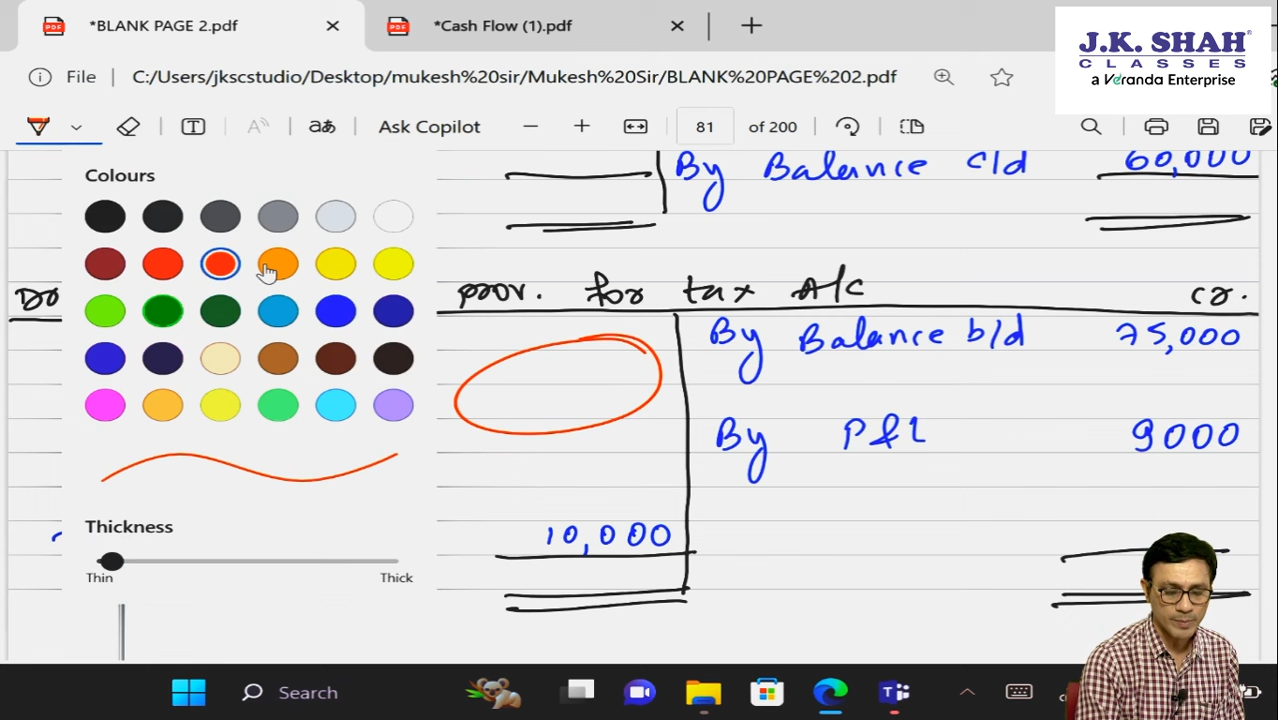 *BLANK PAGE 2.pdf
*Cash Flow (1).pdf
J.K. SHAH
CLASSES
a Veranda Enterprise
File
C:/Users/jkscstudio/Desktop/mukesh%20sir/Mukesh%20Sir/BLANK%20PAGE%202.pdf
Ask Copilot
81 of 200
Colours
Thickness
Thin
Thick
By Balance c/d 60,000
Dr prov. for tax A/c cr.
By Balance b/d 75,000
By P&L 9000
10,000
Search